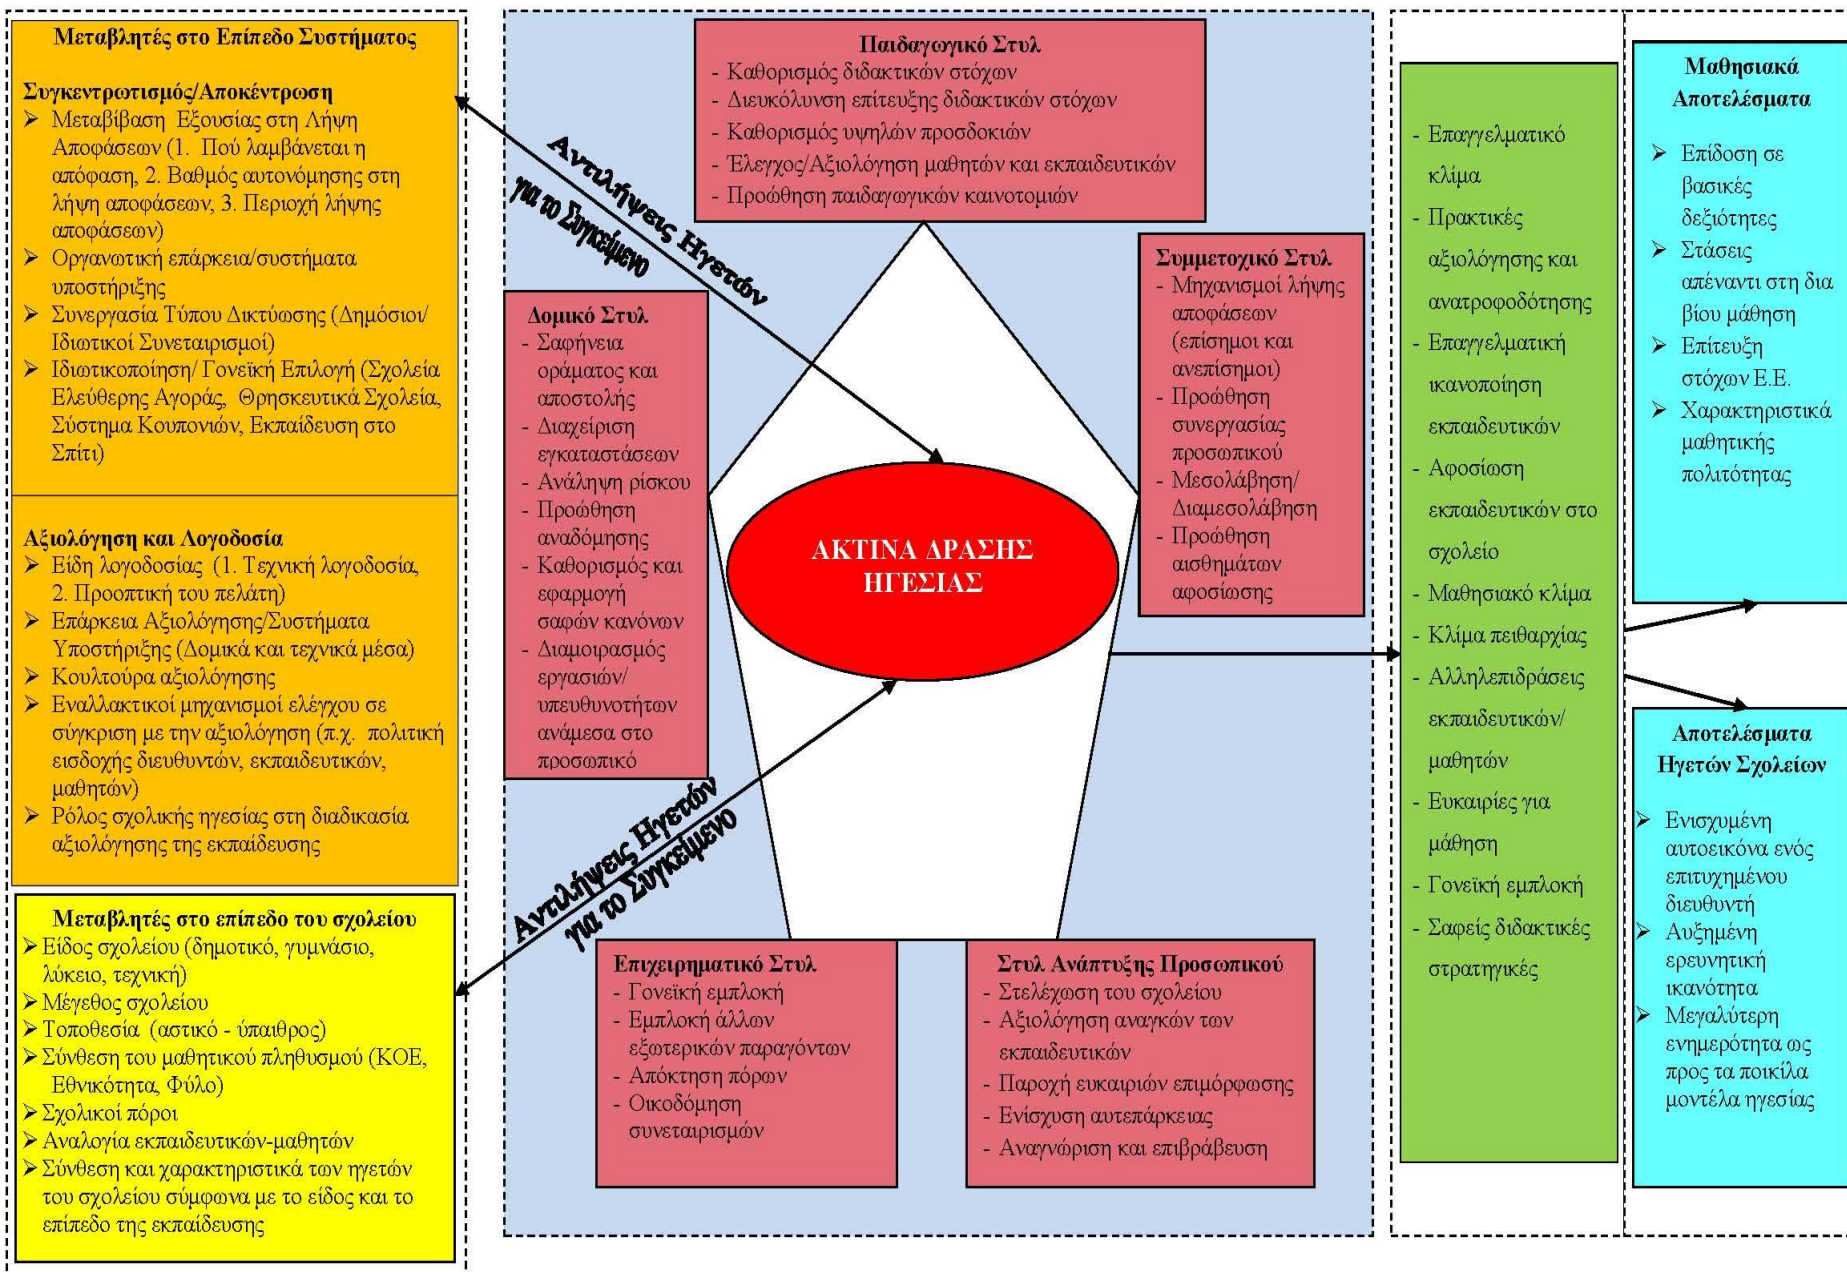 Μεταβλητές στο Επίπεδο Συστήματος
Συγκεντρωτισμός/Αποκέντρωση
➢ Μεταβίβαση Εξουσίας στη Λήψη
Αποφάσεων (1. Πού λαμβάνεται η
απόφαση, 2. Βαθμός αυτονόμησης στη
λήψη αποφάσεων, 3. Περιοχή λήψης
αποφάσεων)
➢ Οργανωτική επάρκεια/συστήματα
υποστήριξης
➢ Συνεργασία Τύπου Δικτύωσης (Δημόσιοι/
Ιδιωτικοί Συνεταιρισμοί)
➢ Ιδιωτικοποίηση/ Γονεϊκή Επιλογή (Σχολεία
Ελεύθερης Αγοράς, Θρησκευτικά Σχολεία,
Σύστημα Κουπονιών, Εκπαίδευση στο
Σπίτι)
Αξιολόγηση και Λογοδοσία
➢ Είδη λογοδοσίας (1. Τεχνική λογοδοσία,
2. Προοπτική του πελάτη)
➢ Επάρκεια Αξιολόγησης/Συστήματα
Υποστήριξης (Δομικά και τεχνικά μέσα)
➢ Κουλτούρα αξιολόγησης
➢ Εναλλακτικοί μηχανισμοί ελέγχου σε
σύγκριση με την αξιολόγηση (π.χ. πολιτική
εισδοχής διευθυντών, εκπαιδευτικών,
μαθητών)
➢ Ρόλος σχολικής ηγεσίας στη διαδικασία
αξιολόγησης της εκπαίδευσης
Μεταβλητές στο επίπεδο του σχολείου
➢ Είδος σχολείου (δημοτικό, γυμνάσιο,
λύκειο, τεχνική)
➢ Μέγεθος σχολείου
➢ Τοποθεσία (αστικό - ύπαιθρος)
➢ Σύνθεση του μαθητικού πληθυσμού (ΚΟΕ,
Εθνικότητα, Φύλο)
➢ Σχολικοί πόροι
➢ Αναλογία εκπαιδευτικών-μαθητών
➢ Σύνθεση και χαρακτηριστικά των ηγετών
του σχολείου σύμφωνα με το είδος και το
επίπεδο της εκπαίδευσης
Αντιλήψεις Ηγετών
για το Συγκείμενο
Αντιλήψεις Ηγετών
για το Συγκείμενο
Παιδαγωγικό Στυλ
- Καθορισμός διδακτικών στόχων
- Διευκόλυνση επίτευξης διδακτικών στόχων
- Καθορισμός υψηλών προσδοκιών
- Έλεγχος/Αξιολόγηση μαθητών και εκπαιδευτικών
- Προώθηση παιδαγωγικών καινοτομιών
Δομικό Στυλ
- Σαφήνεια
οράματος και
αποστολής
- Διαχείριση
εγκαταστάσεων
- Ανάληψη ρίσκου
- Προώθηση
αναδόμησης
- Καθορισμός και
εφαρμογή
σαφών κανόνων
- Διαμοιρασμός
εργασιών/
υπευθυνοτήτων
ανάμεσα στο
προσωπικό
ΑΚΤΙΝΑ ΔΡΑΣΗΣ
ΗΓΕΣΙΑΣ
Συμμετοχικό Στυλ
- Μηχανισμοί λήψης
αποφάσεων
(επίσημοι και
ανεπίσημοι)
- Προώθηση
συνεργασίας
προσωπικού
- Μεσολάβηση/
Διαμεσολάβηση
- Προώθηση
αισθημάτων
αφοσίωσης
Επιχειρηματικό Στυλ
- Γονεϊκή εμπλοκή
- Εμπλοκή άλλων
εξωτερικών παραγόντων
- Απόκτηση πόρων
- Οικοδόμηση
συνεταιρισμών
Στυλ Ανάπτυξης Προσωπικού
- Στελέχωση του σχολείου
- Αξιολόγηση αναγκών των
εκπαιδευτικών
- Παροχή ευκαιριών επιμόρφωσης
- Ενίσχυση αυτεπάρκειας
- Αναγνώριση και επιβράβευση
- Επαγγελματικό
κλίμα
- Πρακτικές
αξιολόγησης και
ανατροφοδότησης
- Επαγγελματική
ικανοποίηση
εκπαιδευτικών
- Αφοσίωση
εκπαιδευτικών στο
σχολείο
- Μαθησιακό κλίμα
- Κλίμα πειθαρχίας
- Αλληλεπιδράσεις
εκπαιδευτικών/
μαθητών
- Ευκαιρίες για
μάθηση
- Γονεϊκή εμπλοκή
- Σαφείς διδακτικές
στρατηγικές
Μαθησιακά
Αποτελέσματα
➢ Επίδοση σε
βασικές
δεξιότητες
➢ Στάσεις
απέναντι στη δια
βίου μάθηση
➢ Επίτευξη
στόχων Ε.Ε.
➢ Χαρακτηριστικά
μαθητικής
πολιτότητας
Αποτελέσματα
Ηγετών Σχολείων
➢ Ενισχυμένη
αυτοεικόνα ενός
επιτυχημένου
διευθυντή
➢ Αυξημένη
ερευνητική
ικανότητα
➢ Μεγαλύτερη
ενημερότητα ως
προς τα ποικίλα
μοντέλα ηγεσίας